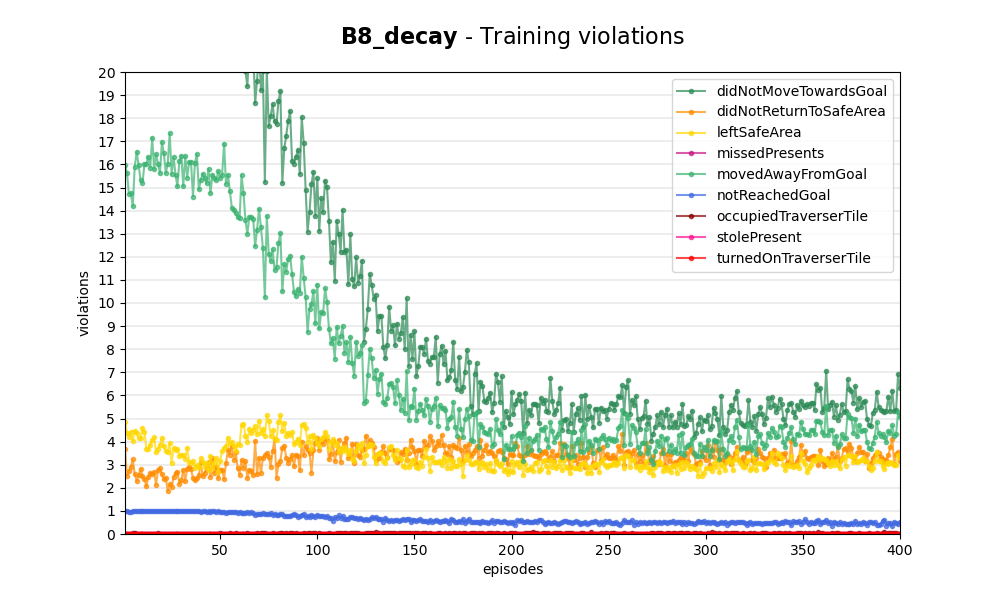 B8_decay - Training violations
20
19
18
17
16
15
14
13
12
11
10
9
8
7
6
5
4
3
2
1
0
violations
didNotMoveTowardsGoal
didNotReturnToSafeArea
leftSafeArea
missedPresents
movedAwayFromGoal
notReachedGoal
occupiedTraverserTile
stolePresent
turnedOnTraverserTile
50 100 150 200 250 300 350 400
episodes